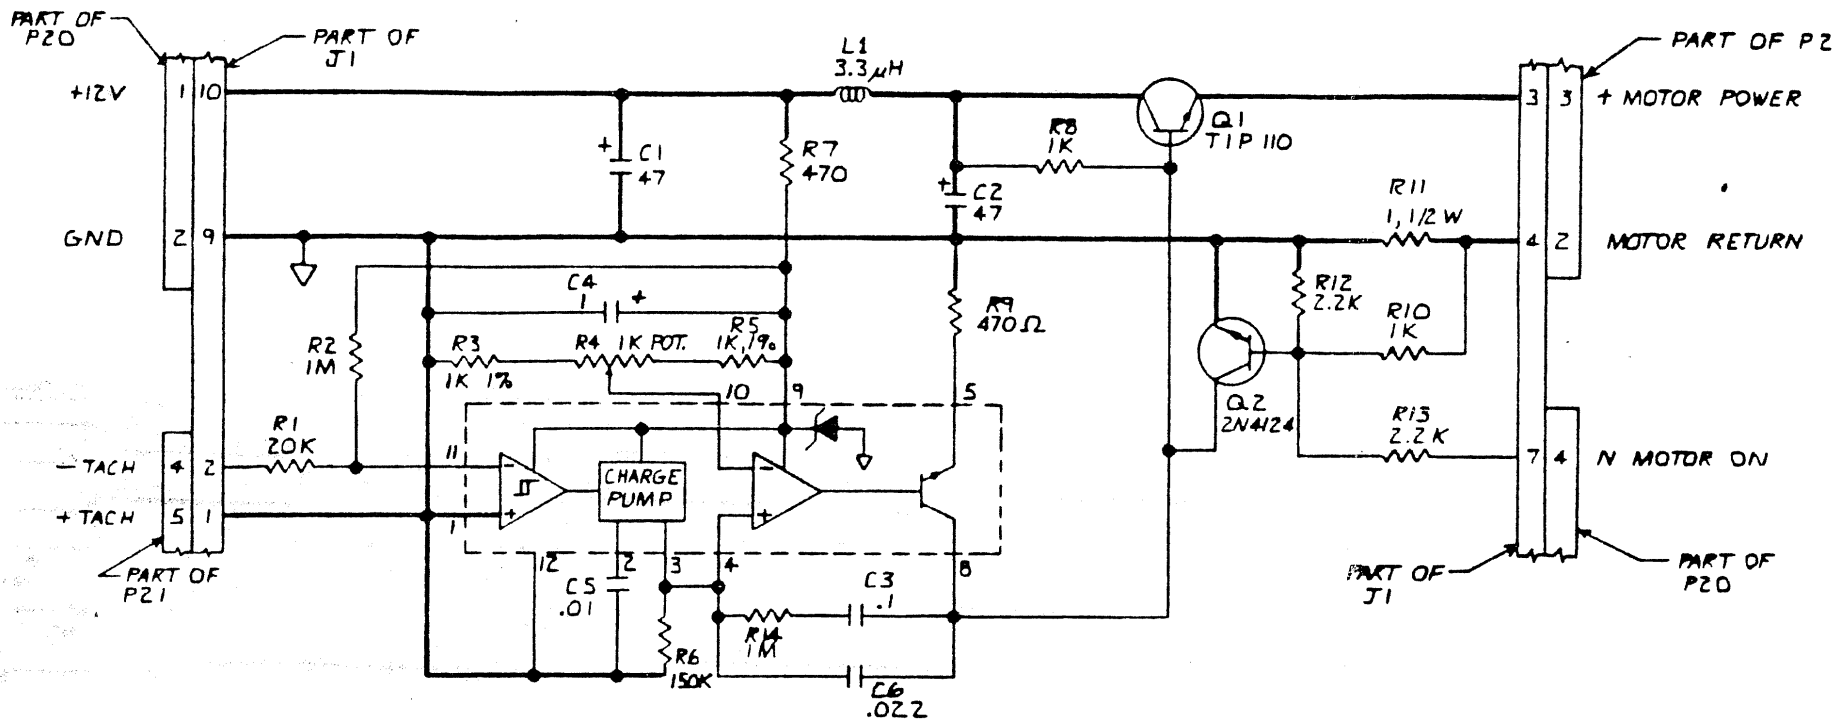 PART OF
P20
PART OF
J1
+12V
1 10
GND
2 9
- TACH
4 2
+ TACH
5 1
PART OF
P21
L1
3.3 µH
C1
+
47
R7
470
R8
1K
+
C2
47
Q1
TIP 110
PART OF P2
3 3
+ MOTOR POWER
R11
1, 1/2 W
4 2
MOTOR RETURN
R12
2.2K
R10
1K
C4
1
+
R2
1M
R3
1K 1%
R4
1K POT.
R5
1K, 1%
R9
470Ω
10
9
5
Q2
2N4124
R13
2.2K
7 4
N MOTOR ON
R1
20K
11
-
+
1
CHARGE
PUMP
-
+
12
2
3
4
8
C5
.01
R6
150K
R14
1M
C3
.1
C6
.022
PART OF
J1
PART OF
P20